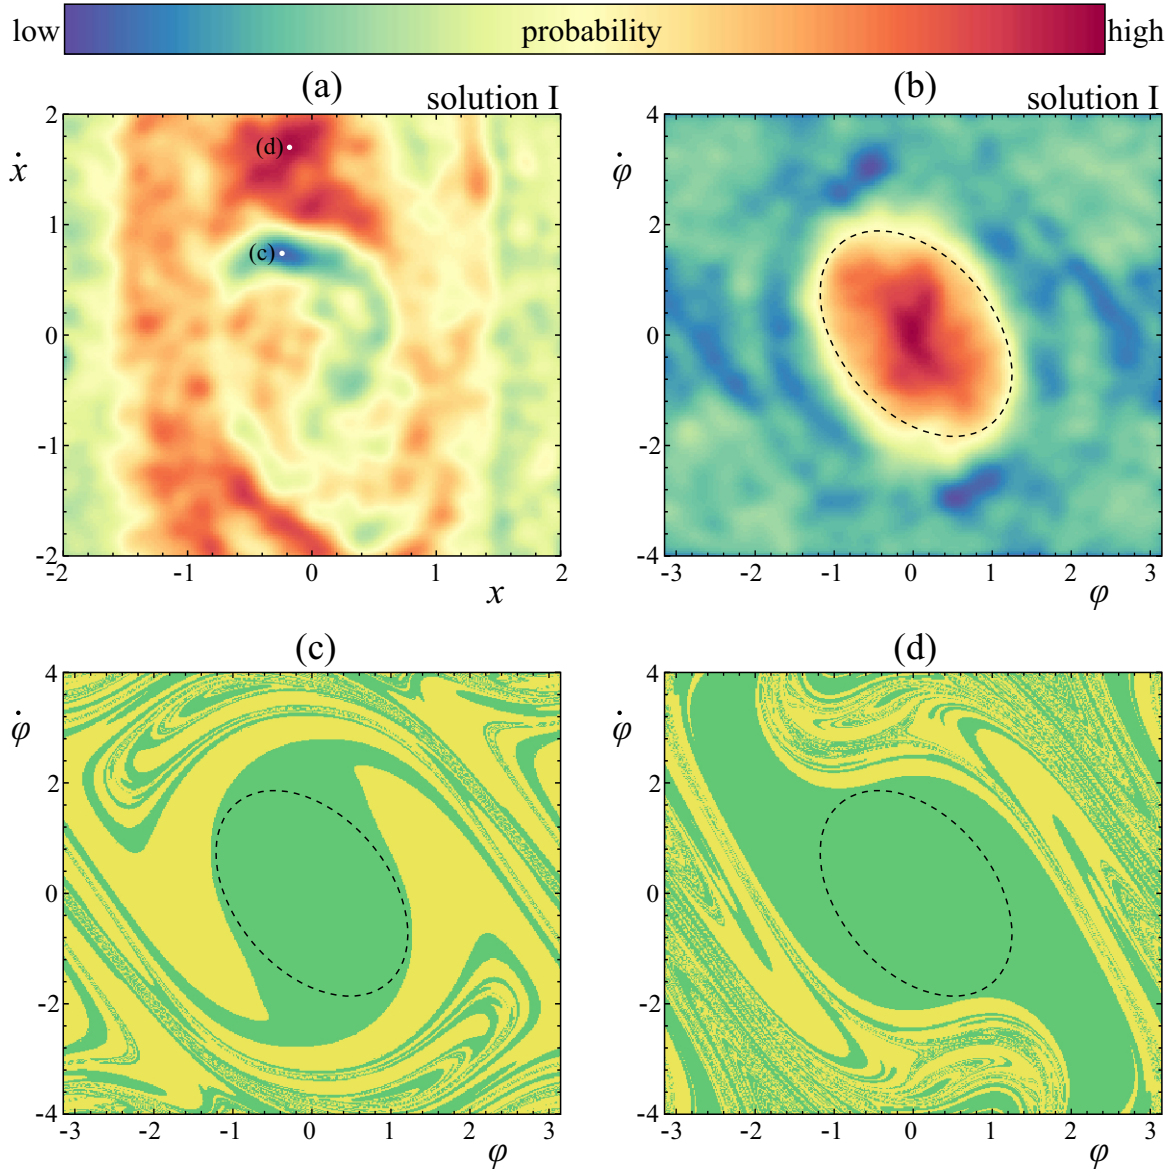 low probability high
(a) (b)
solution I solution I
2 4
ẋ (d) φ̇
1 2
(c)
0 0
-1 -2
-2 -4
-2 -1 0 1 2 -3 -2 -1 0 1 2 3
x φ
(c) (d)
4 4
φ̇ φ̇
2 2
0 0
-2 -2
-4 -4
-3 -2 -1 0 1 2 3 -3 -2 -1 0 1 2 3
φ φ